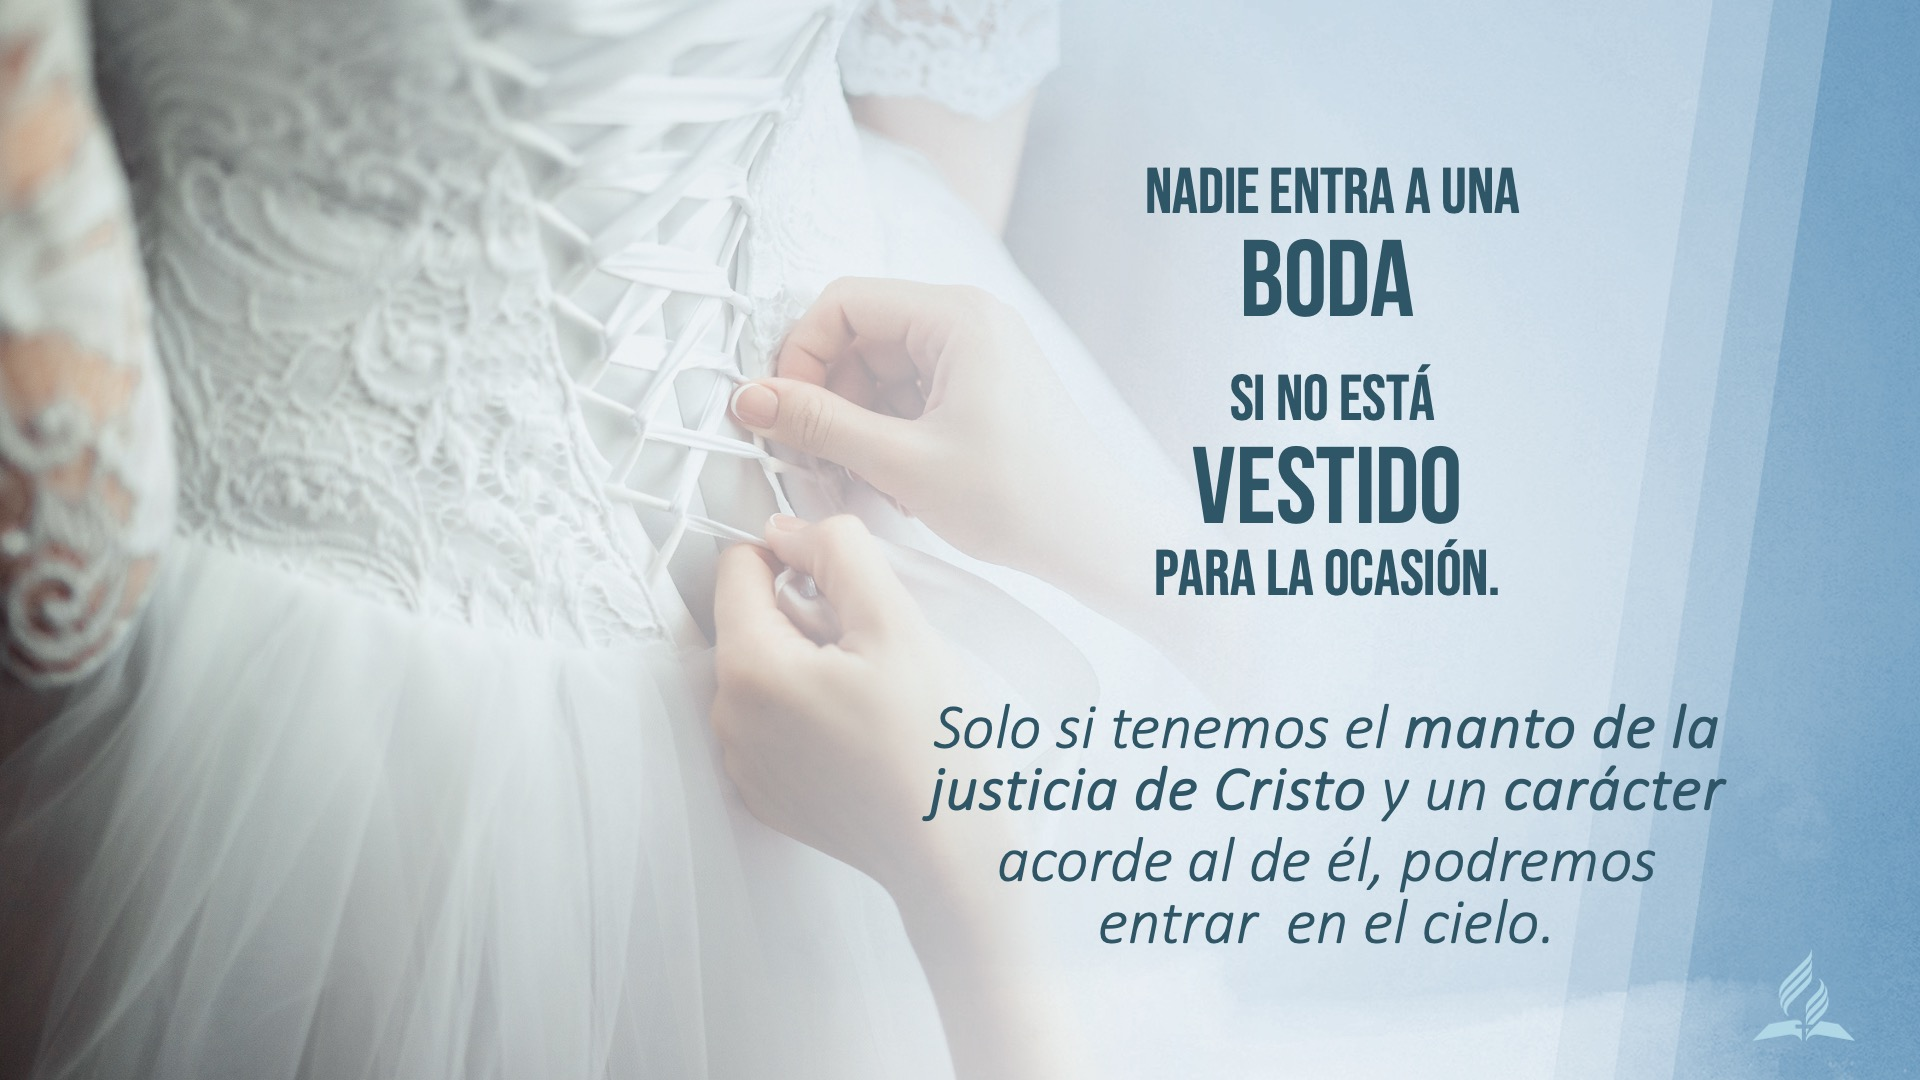 NADIE ENTRA A UNA
BODA
SI NO ESTÁ
VESTIDO
PARA LA OCASIÓN.
Solo si tenemos el manto de la
justicia de Cristo y un carácter
acorde al de él, podremos
entrar  en el cielo.